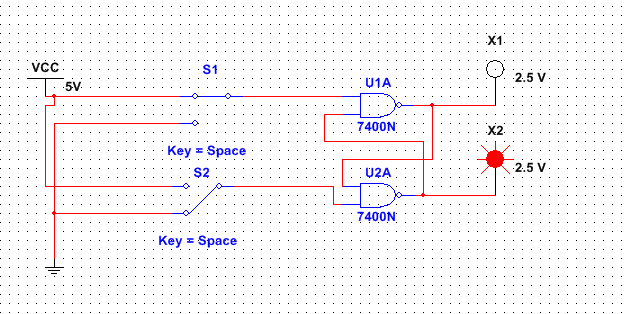 X1
2.5 V
VCC
5V
S1
Key = Space
U1A
7400N
X2
2.5 V
S2
Key = Space
U2A
7400N